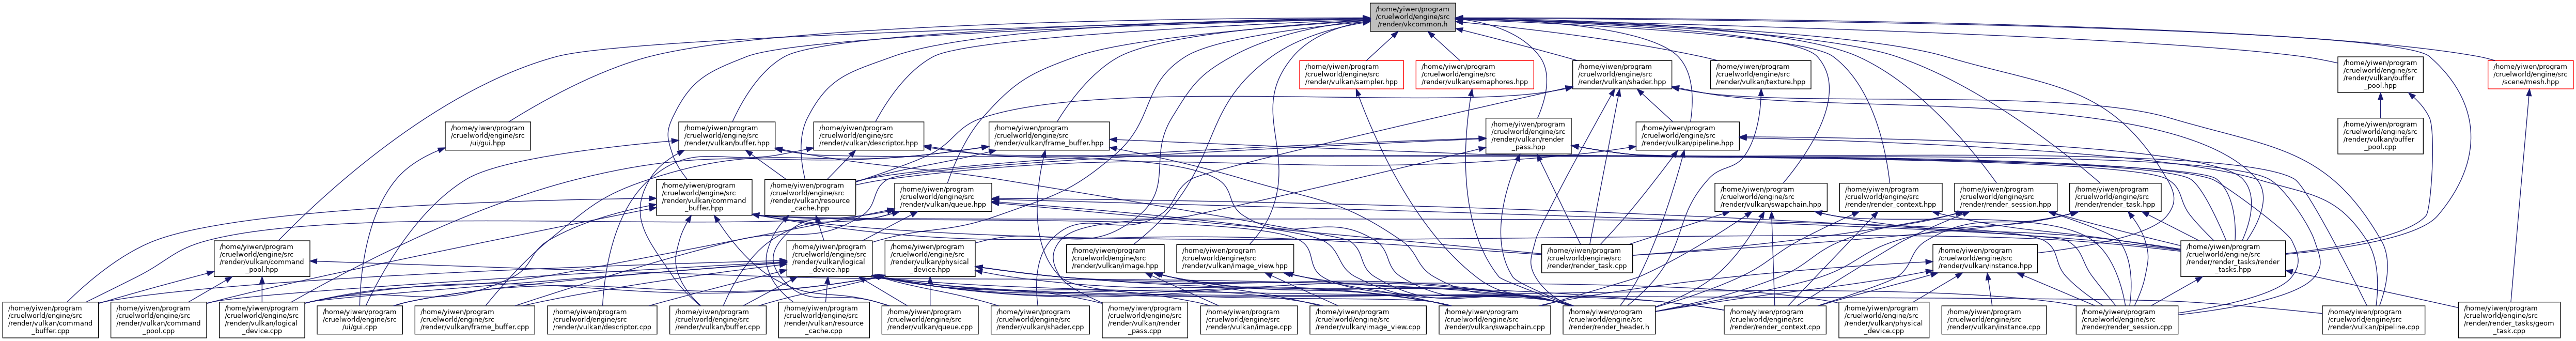 /home/yiwen/program
/cruelworld/engine/src
/render/vkcommon.h
/home/yiwen/program
/cruelworld/engine/src
/render/vulkan/sampler.hpp
/home/yiwen/program
/cruelworld/engine/src
/render/vulkan/semaphores.hpp
/home/yiwen/program
/cruelworld/engine/src
/render/vulkan/shader.hpp
/home/yiwen/program
/cruelworld/engine/src
/render/vulkan/texture.hpp
/home/yiwen/program
/cruelworld/engine/src
/render/vulkan/buffer
_pool.hpp
/home/yiwen/program
/cruelworld/engine/src
/scene/mesh.hpp
/home/yiwen/program
/cruelworld/engine/src
/ui/gui.hpp
/home/yiwen/program
/cruelworld/engine/src
/render/vulkan/buffer.hpp
/home/yiwen/program
/cruelworld/engine/src
/render/vulkan/descriptor.hpp
/home/yiwen/program
/cruelworld/engine/src
/render/vulkan/frame_buffer.hpp
/home/yiwen/program
/cruelworld/engine/src
/render/vulkan/render
_pass.hpp
/home/yiwen/program
/cruelworld/engine/src
/render/vulkan/pipeline.hpp
/home/yiwen/program
/cruelworld/engine/src
/render/vulkan/buffer
_pool.cpp
/home/yiwen/program
/cruelworld/engine/src
/render/vulkan/command
_buffer.hpp
/home/yiwen/program
/cruelworld/engine/src
/render/vulkan/resource
_cache.hpp
/home/yiwen/program
/cruelworld/engine/src
/render/vulkan/queue.hpp
/home/yiwen/program
/cruelworld/engine/src
/render/vulkan/swapchain.hpp
/home/yiwen/program
/cruelworld/engine/src
/render/render_context.hpp
/home/yiwen/program
/cruelworld/engine/src
/render/render_session.hpp
/home/yiwen/program
/cruelworld/engine/src
/render/render_task.hpp
/home/yiwen/program
/cruelworld/engine/src
/render/vulkan/command
_pool.hpp
/home/yiwen/program
/cruelworld/engine/src
/render/vulkan/logical
_device.hpp
/home/yiwen/program
/cruelworld/engine/src
/render/vulkan/physical
_device.hpp
/home/yiwen/program
/cruelworld/engine/src
/render/vulkan/image.hpp
/home/yiwen/program
/cruelworld/engine/src
/render/vulkan/image_view.hpp
/home/yiwen/program
/cruelworld/engine/src
/render/render_task.cpp
/home/yiwen/program
/cruelworld/engine/src
/render/vulkan/instance.hpp
/home/yiwen/program
/cruelworld/engine/src
/render/render_tasks/render
_tasks.hpp
/home/yiwen/program
/cruelworld/engine/src
/render/vulkan/command
_buffer.cpp
/home/yiwen/program
/cruelworld/engine/src
/render/vulkan/command
_pool.cpp
/home/yiwen/program
/cruelworld/engine/src
/render/vulkan/logical
_device.cpp
/home/yiwen/program
/cruelworld/engine/src
/ui/gui.cpp
/home/yiwen/program
/cruelworld/engine/src
/render/vulkan/frame_buffer.cpp
/home/yiwen/program
/cruelworld/engine/src
/render/vulkan/descriptor.cpp
/home/yiwen/program
/cruelworld/engine/src
/render/vulkan/buffer.cpp
/home/yiwen/program
/cruelworld/engine/src
/render/vulkan/resource
_cache.cpp
/home/yiwen/program
/cruelworld/engine/src
/render/vulkan/queue.cpp
/home/yiwen/program
/cruelworld/engine/src
/render/vulkan/shader.cpp
/home/yiwen/program
/cruelworld/engine/src
/render/vulkan/render
_pass.cpp
/home/yiwen/program
/cruelworld/engine/src
/render/vulkan/image.cpp
/home/yiwen/program
/cruelworld/engine/src
/render/vulkan/image_view.cpp
/home/yiwen/program
/cruelworld/engine/src
/render/vulkan/swapchain.cpp
/home/yiwen/program
/cruelworld/engine/src
/render/render_header.h
/home/yiwen/program
/cruelworld/engine/src
/render/render_context.cpp
/home/yiwen/program
/cruelworld/engine/src
/render/vulkan/physical
_device.cpp
/home/yiwen/program
/cruelworld/engine/src
/render/vulkan/instance.cpp
/home/yiwen/program
/cruelworld/engine/src
/render/render_session.cpp
/home/yiwen/program
/cruelworld/engine/src
/render/vulkan/pipeline.cpp
/home/yiwen/program
/cruelworld/engine/src
/render/render_tasks/geom
_task.cpp